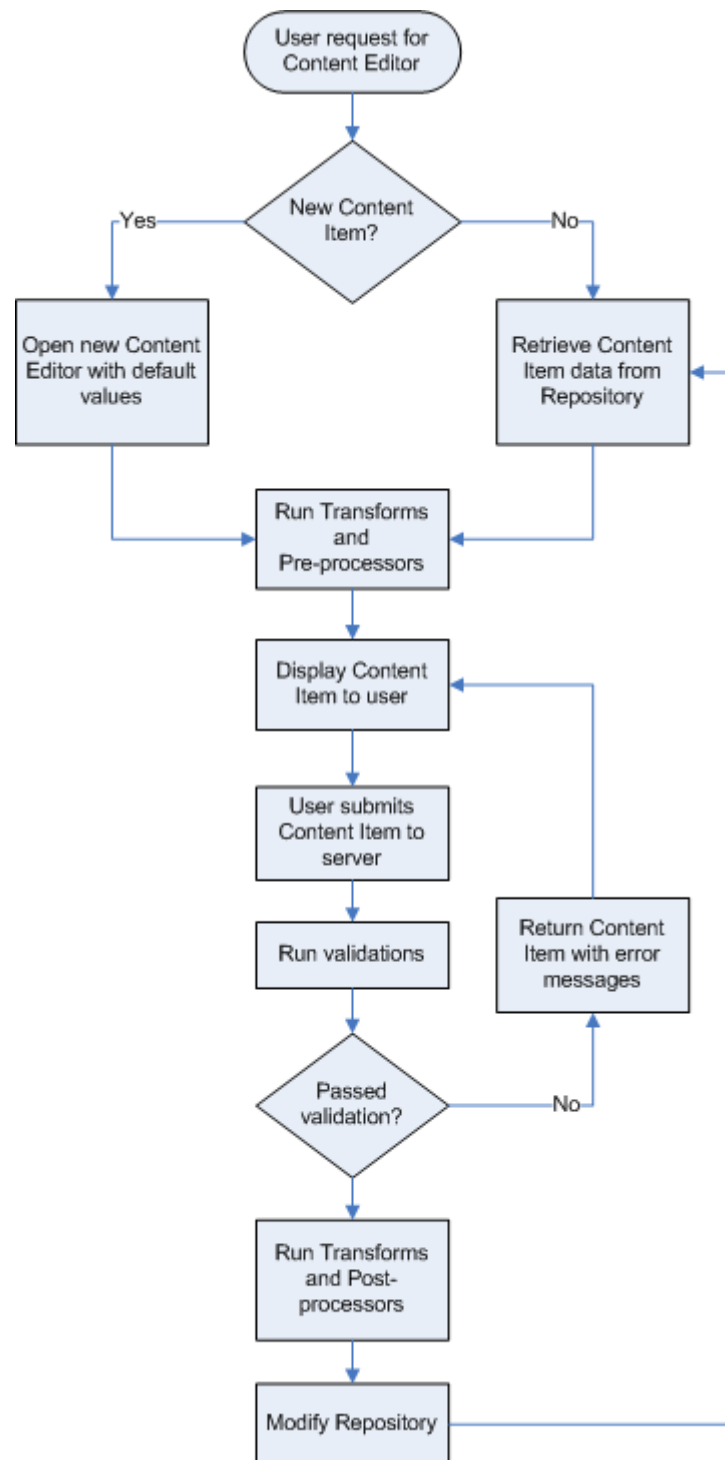 User request for
Content Editor
New Content
Item?
Yes
No
Open new Content
Editor with default
values
Retrieve Content
Item data from
Repository
Run Transforms
and
Pre-processors
Display Content
Item to user
User submits
Content Item to
server
Run validations
Return Content
Item with error
messages
Passed
validation?
No
Run Transforms
and Post-
processors
Modify Repository